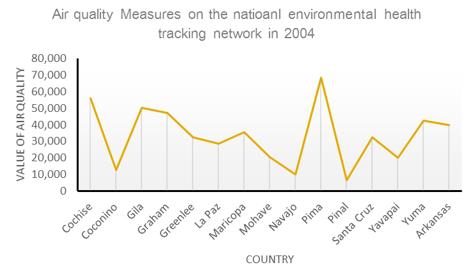 Air quality Measures on the natioanl environmental health
tracking network in 2004
80,000
70,000
60,000
50,000
40,000
30,000
20,000
10,000
0
VALUE OF AIR QUALITY
Cochise
Coconino
Gila
Graham
Greenlee
La Paz
Maricopa
Mohave
Navajo
Pima
Pinal
Santa Cruz
Yavapai
Yuma
Arkansas
COUNTRY